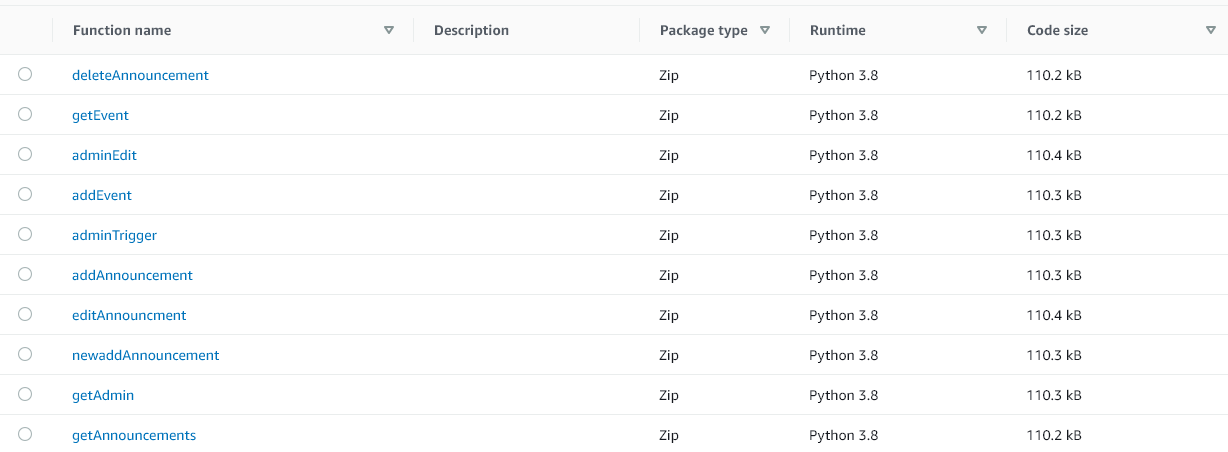 Function name Description Package type Runtime Code size
deleteAnnouncement Zip Python 3.8 110.2 kB
getEvent Zip Python 3.8 110.2 kB
adminEdit Zip Python 3.8 110.4 kB
addEvent Zip Python 3.8 110.3 kB
adminTrigger Zip Python 3.8 110.3 kB
addAnnouncement Zip Python 3.8 110.3 kB
editAnnouncment Zip Python 3.8 110.4 kB
newaddAnnouncement Zip Python 3.8 110.3 kB
getAdmin Zip Python 3.8 110.3 kB
getAnnouncements Zip Python 3.8 110.2 kB